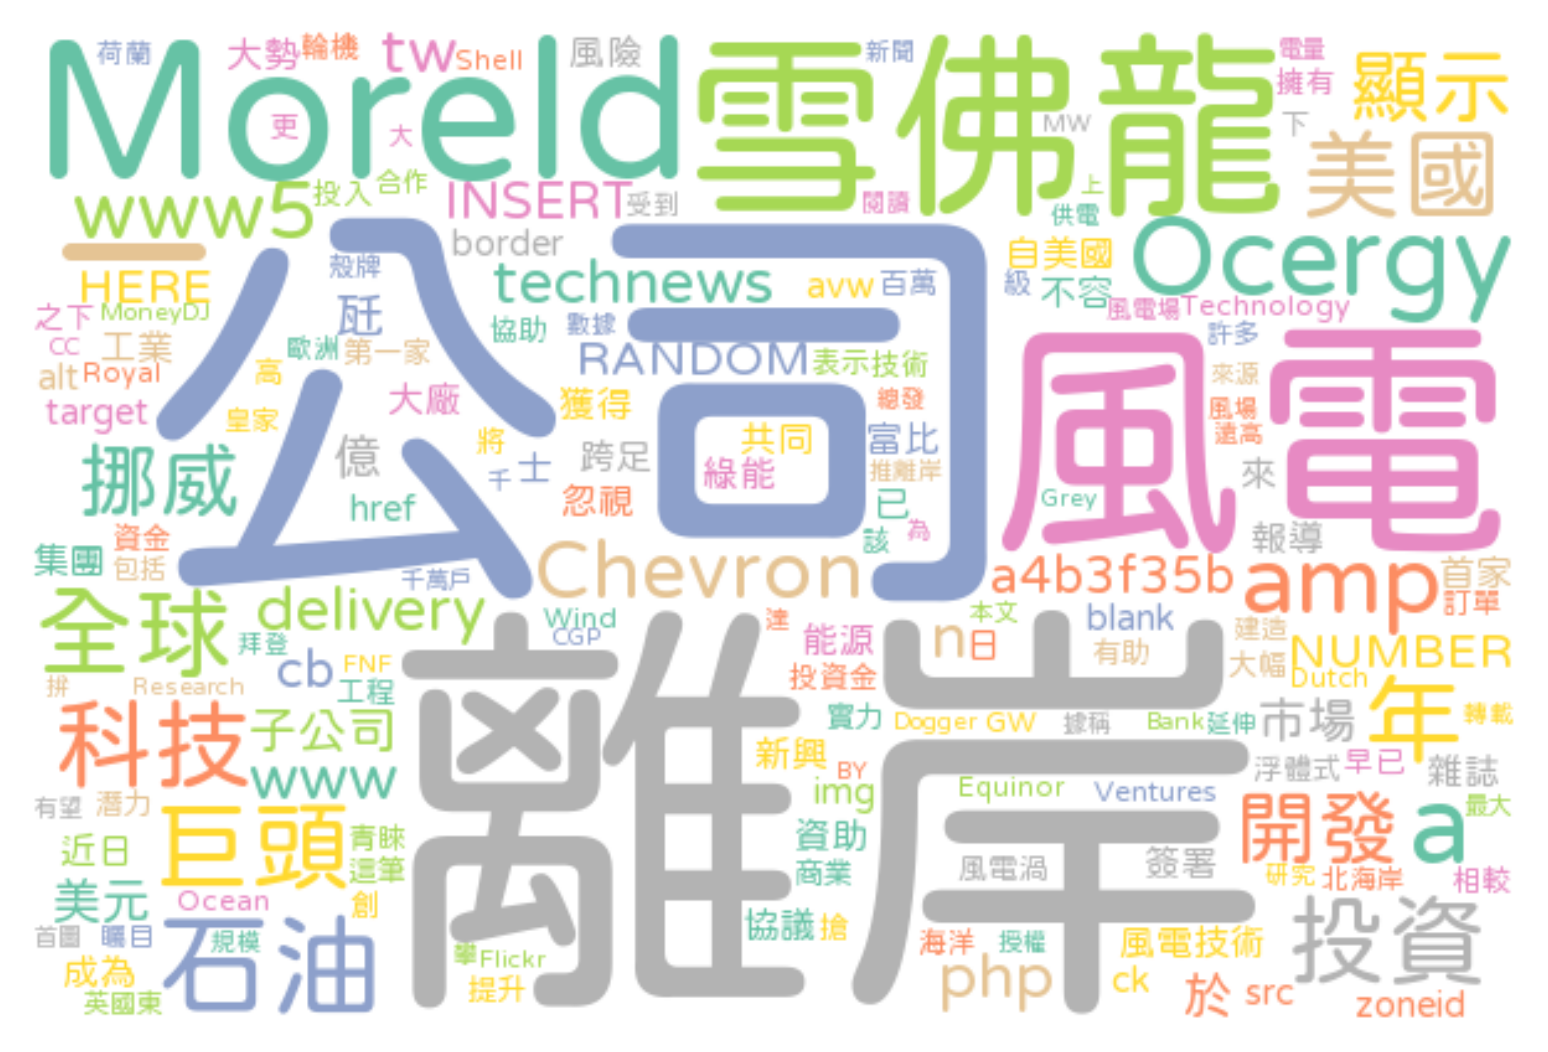 荷蘭 大勢 輪機 tw Shell 風險 新聞 電量
Moreld 雪佛龍 擁有 顯示
更 大 MW 下 美國
www5 投入 合作 INSERT 受到 閱讀 上 供電
一 border 自美國 Ocergy
HERE 殼牌 公司 technews avw 百萬 級 不容
之下 MoneyDJ 瓩 協助 數據 風電場 Technology
cc 工業 歐洲 第一家 RANDOM 表示 技術 風電 許多
alt Royal 高 來源
target 皇家 大廠 獲得 總發 風場
挪威 億 將 千 士 跨足 共同 綠能 富比 推離岸 遠高
href 忽視 已 Grey 來
集團 資金 該 為 報導
包括 千萬戶 Chevron a4b3f35b amp 首家
全球 delivery Wind 達 本文 blank 訂單
拜登 CGP 離岸 能源 n 日 有助 建造 NUMBER
拼 Research cb FNF 工程 投資金 大幅 Dutch
科技 子公司 實力 Dogger GW 據稱 Bank 延伸 市場 年 轉載
www 新興 BY 浮體式 早已 雜誌
有望 潛力 巨頭 img Equinor Ventures 開發 a 最大
近日 青睞 資助
這筆 商業 風電渦 簽署 研究 北海岸 相較
美元 Ocean 創
首圖 矚目 石油 規模 協議 搶 海洋 授權 風電技術 投資
成為 攀 Flickr php ck
英國東 提升 於 src zoneid